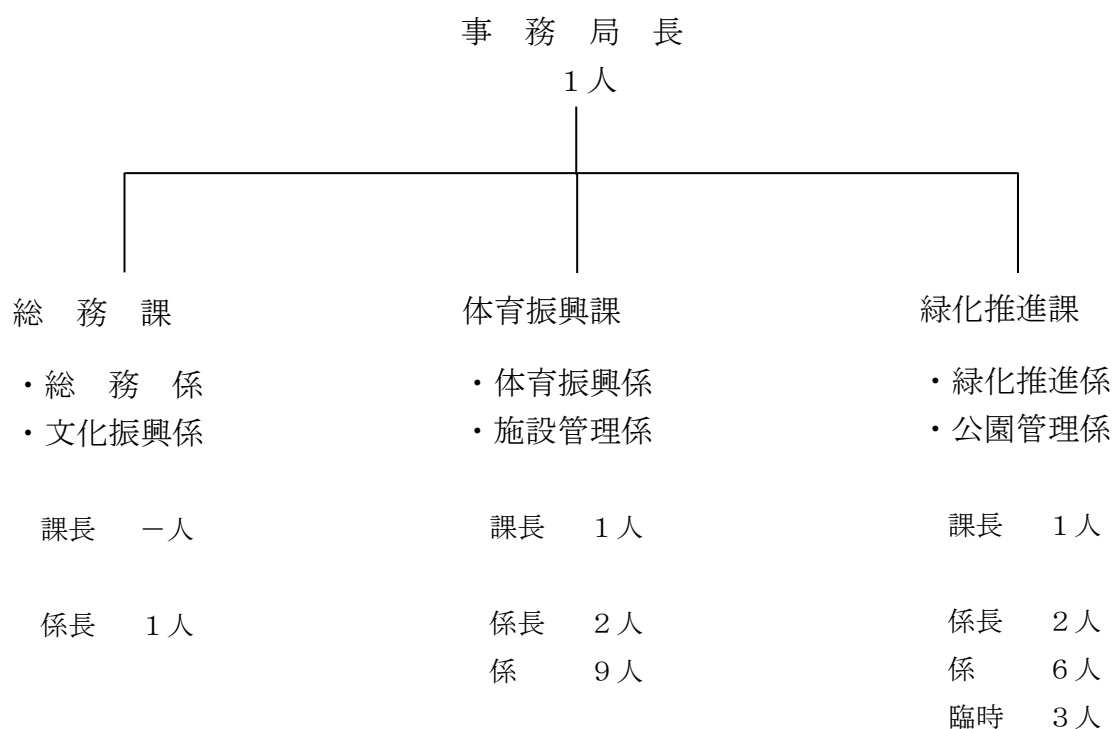 事　務　局　長
１人
総　務　課
・総　務　係
・文化振興係
課長　－人
係長　１人
体育振興課
・体育振興係
・施設管理係
課長　１人
係長　２人
係　　９人
緑化推進課
・緑化推進係
・公園管理係
課長　１人
係長　２人
係　　６人
臨時　３人